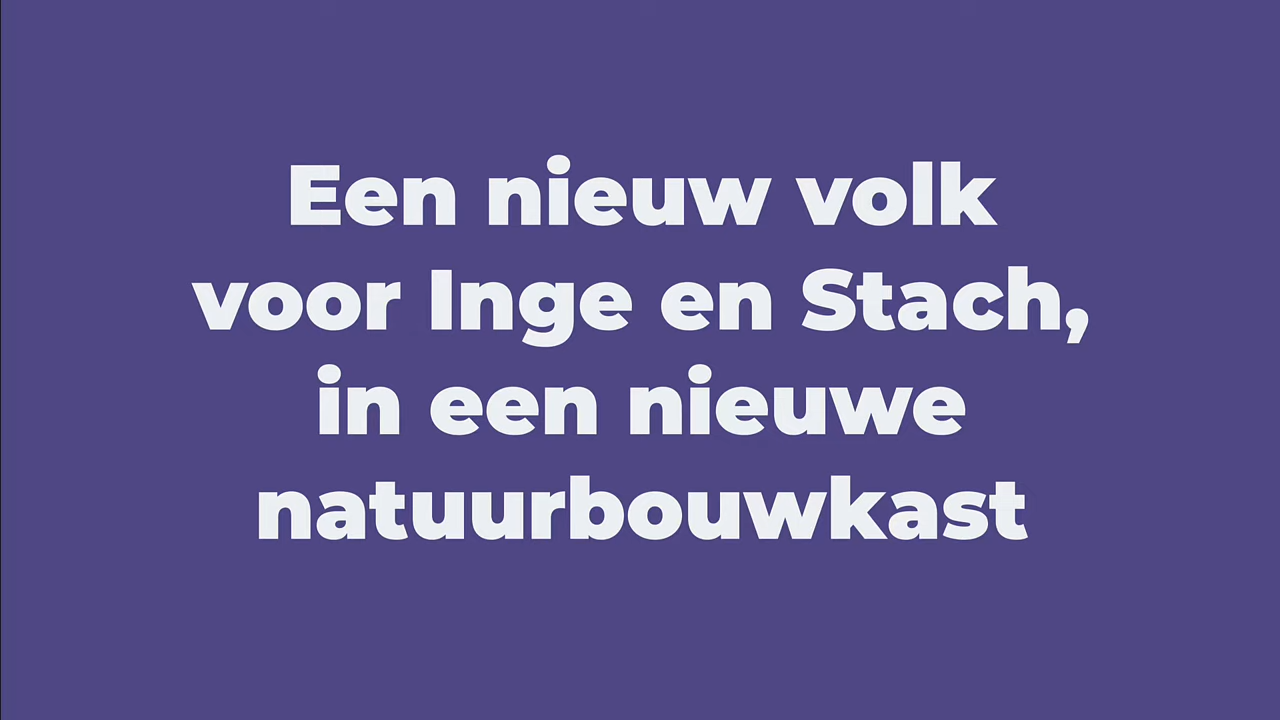 Een nieuw volk
voor Inge en Stach,
in een nieuwe
natuurbouwkast